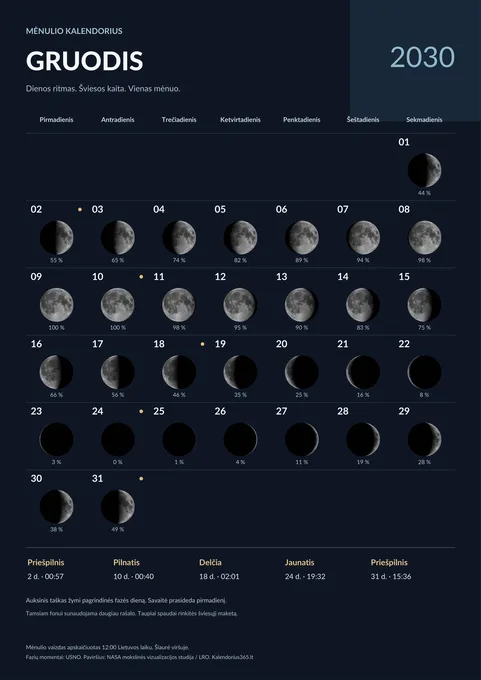 MĖNULIO KALENDORIUS
GRUODIS
2030
Dienos ritmas. Šviesos kaita. Vienas mėnuo.
Pirmadienis Antradienis Trečiadienis Ketvirtadienis Penktadienis Šeštadienis Sekmadienis
01
44 %
02 03 04 05 06 07 08
55 % 65 % 74 % 82 % 89 % 94 % 98 %
09 10 11 12 13 14 15
100 % 100 % 98 % 95 % 90 % 83 % 75 %
16 17 18 19 20 21 22
66 % 56 % 46 % 35 % 25 % 16 % 8 %
23 24 25 26 27 28 29
3 % 0 % 1 % 4 % 11 % 19 % 28 %
30 31
38 % 49 %
Priešpilnis Pilnatis Delčia Jaunatis Priešpilnis
2 d. · 00:57 10 d. · 00:40 18 d. · 02:01 24 d. · 19:32 31 d. · 15:36
Auksinis taškas žymi pagrindinės fazės dieną. Savaitė prasideda pirmadienį.
Tamsiam fonui sunaudojama daugiau rašalo. Taupiai spaudai rinkitės šviesųjį maketą.
Mėnulio vaizdas apskaičiuotas 12:00 Lietuvos laiku. Šiaurė viršuje.
Fazių momentai: USNO. Paviršius: NASA mokslinės vizualizacijos studija / LRO. Kalendorius365.lt